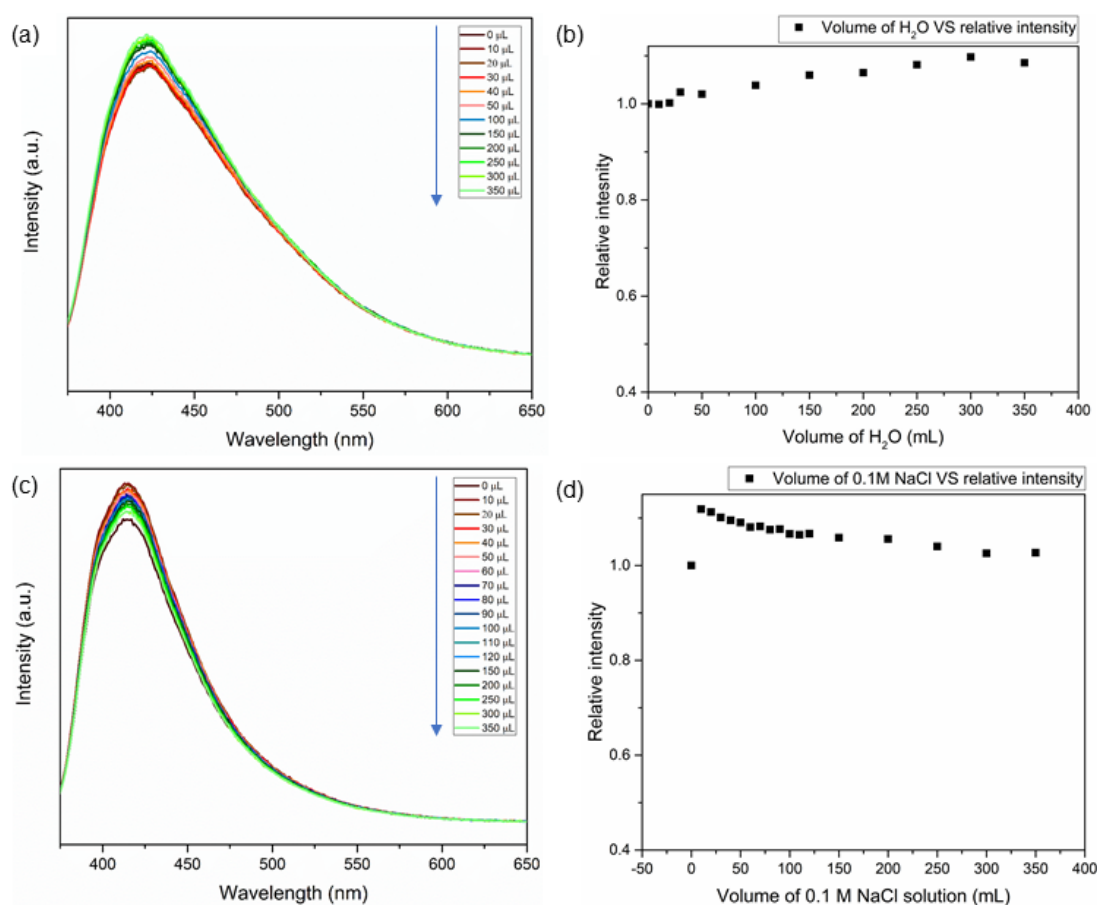 (a)
Intensity (a.u.)
0 μL
10 μL
20 μL
30 μL
40 μL
50 μL
100 μL
150 μL
200 μL
250 μL
300 μL
350 μL
400
450
500
550
600
650
Wavelength (nm)
(b)
Volume of H₂O VS relative intensity
Relative intesnity
1.0
0.8
0.6
0.4
0
50
100
150
200
250
300
350
400
Volume of H₂O (mL)
(c)
Intensity (a.u.)
0 μL
10 μL
20 μL
30 μL
40 μL
50 μL
60 μL
70 μL
80 μL
90 μL
100 μL
110 μL
120 μL
150 μL
200 μL
250 μL
300 μL
350 μL
400
450
500
550
600
650
Wavelength (nm)
(d)
Volume of 0.1M NaCl VS relative intensity
Relative intensity
1.0
0.8
0.6
0.4
-50
0
50
100
150
200
250
300
350
400
Volume of 0.1 M NaCl solution (mL)